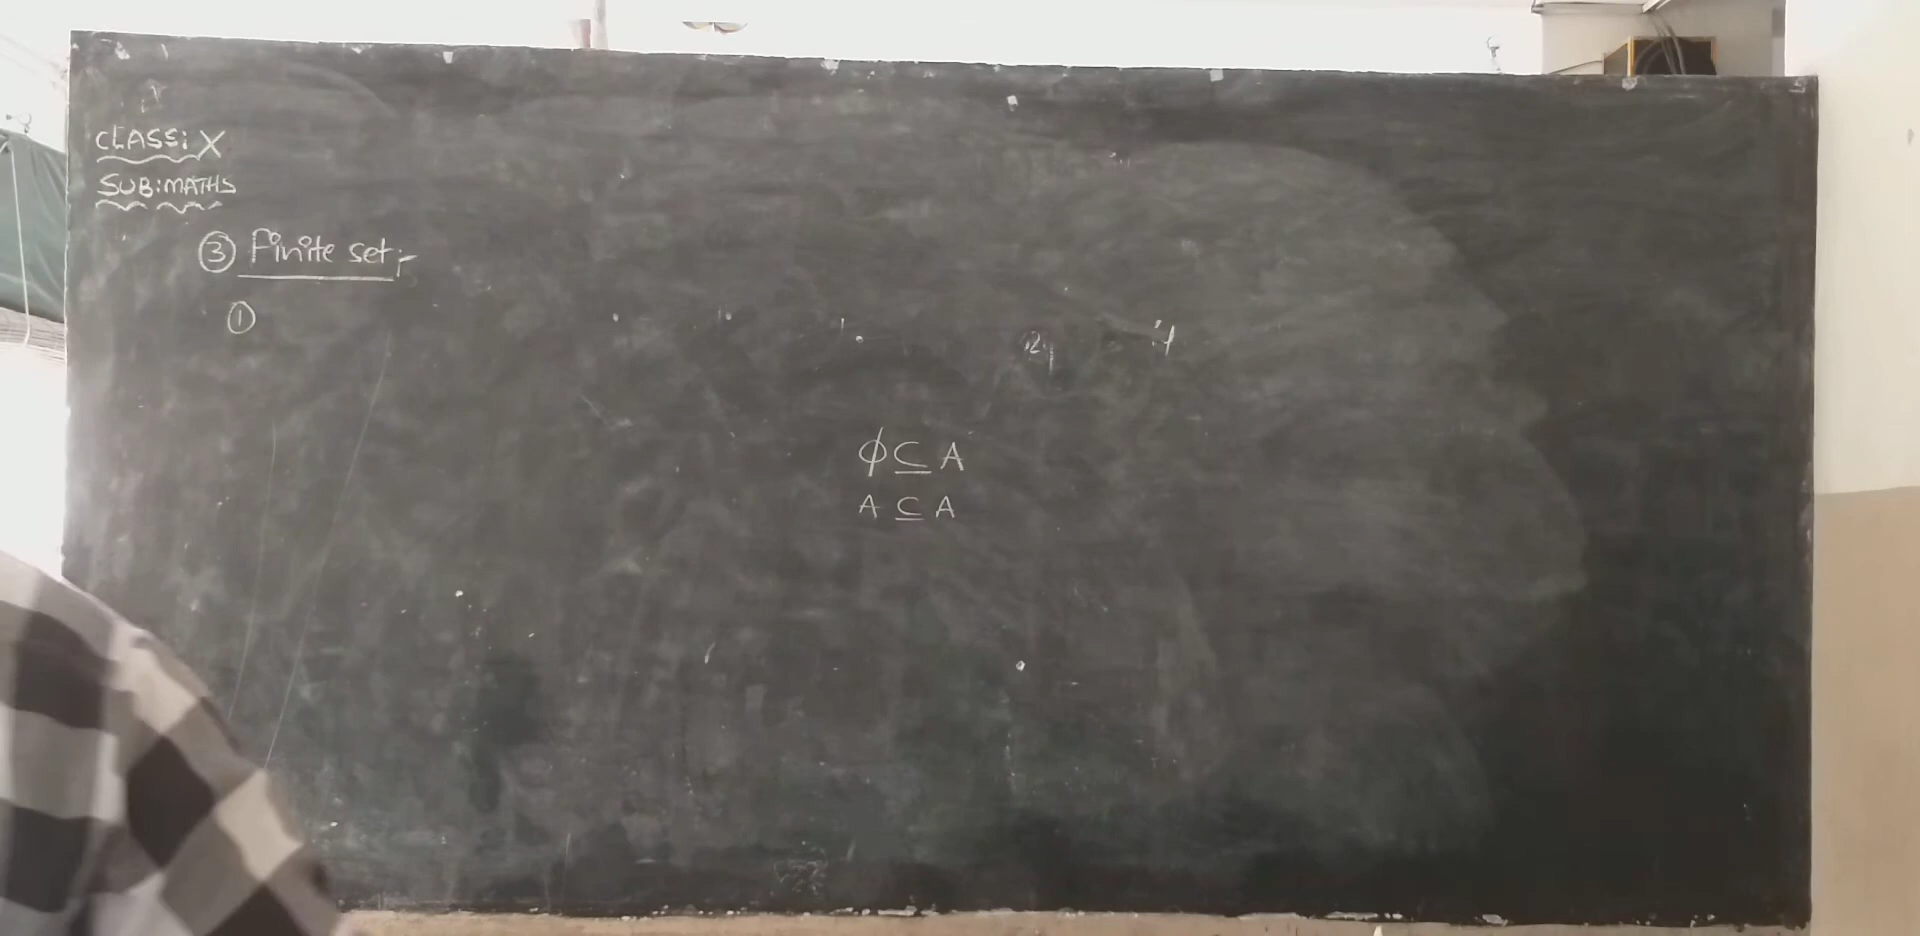 CLASS: X
SUB: MATHS
③ Finite set:-
①
ϕ ⊆ A
A ⊆ A